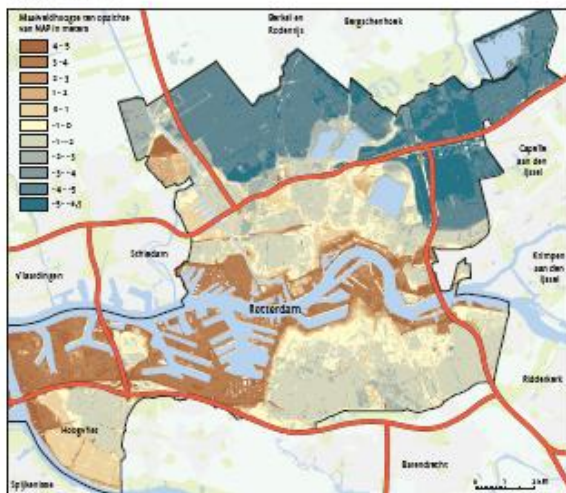 Maaiveldhoogte ten opzichte
van NAP in meters
4 - 5
3 - 4
2 - 3
1 - 2
0 - 1
-1 - 0
-1 - -2
-2 - -3
-3 - -4
-4 - -5
Berkel en
Rodenrijs
Bergschenhoek
Capelle
aan den
IJssel
Schiedam
Vlaardingen
Krimpen
aan den
IJssel
Rotterdam
Ridderkerk
Hoogvliet
Barendrecht
Spijkenisse